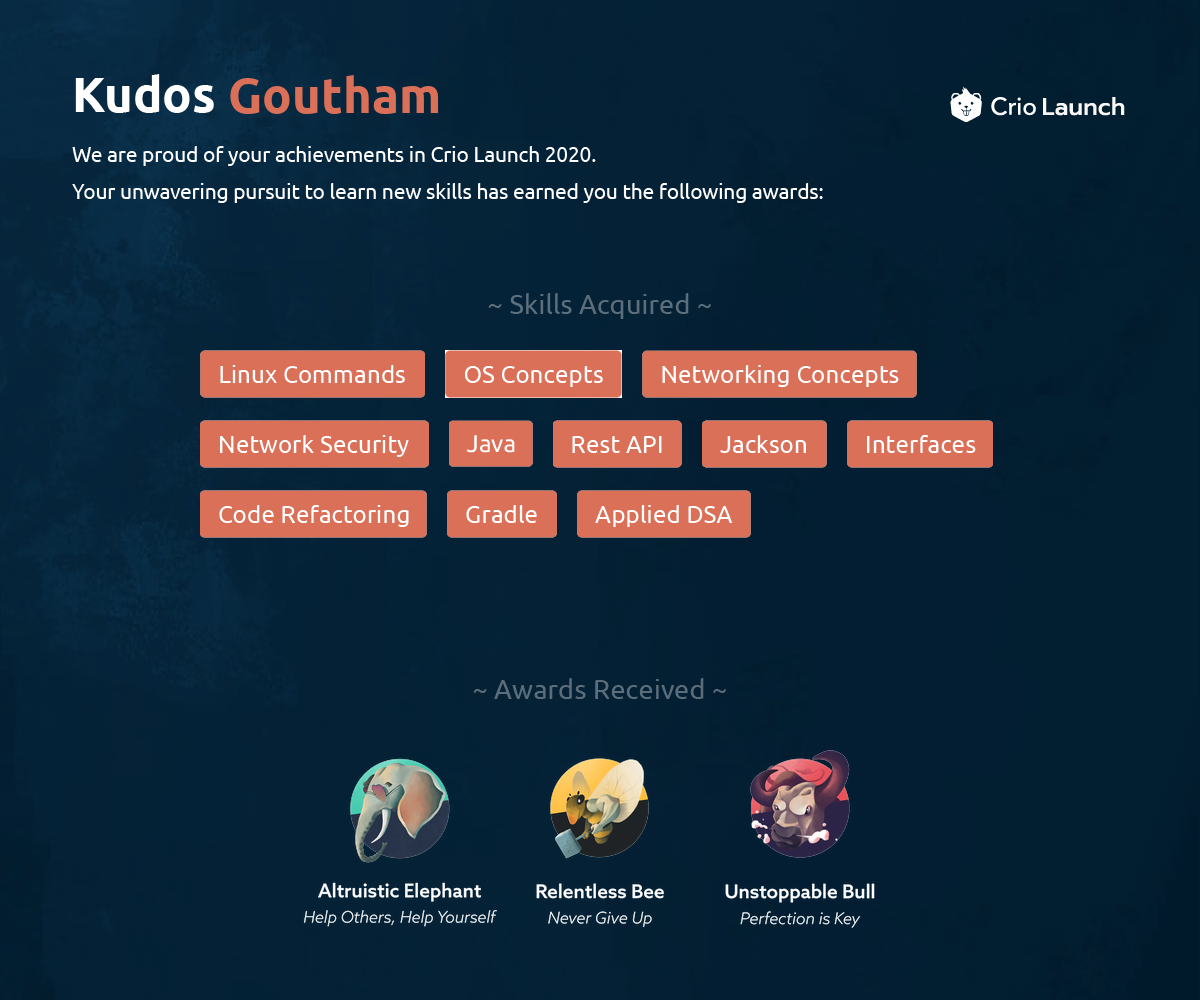 Kudos Goutham
Crio Launch
We are proud of your achievements in Crio Launch 2020.
Your unwavering pursuit to learn new skills has earned you the following awards:
~ Skills Acquired ~
Linux Commands OS Concepts Networking Concepts
Network Security Java Rest API Jackson Interfaces
Code Refactoring Gradle Applied DSA
~ Awards Received ~
Altruistic Elephant Relentless Bee Unstoppable Bull
Help Others, Help Yourself Never Give Up Perfection is Key